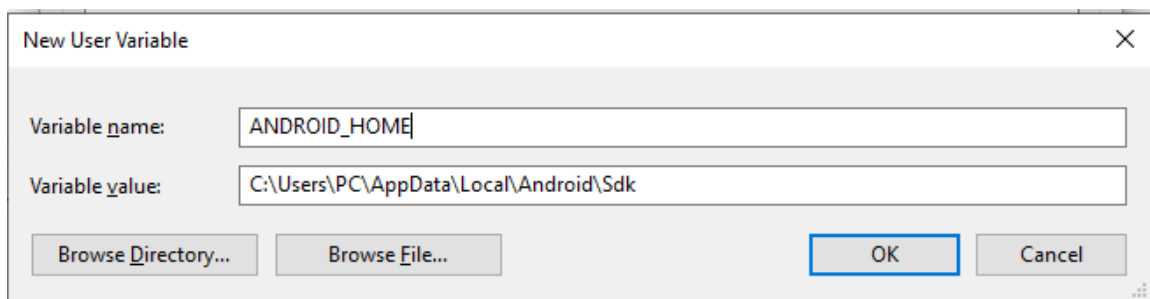 New User Variable
Variable name: ANDROID_HOME
Variable value: C:\Users\PC\AppData\Local\Android\Sdk
Browse Directory... Browse File... OK Cancel